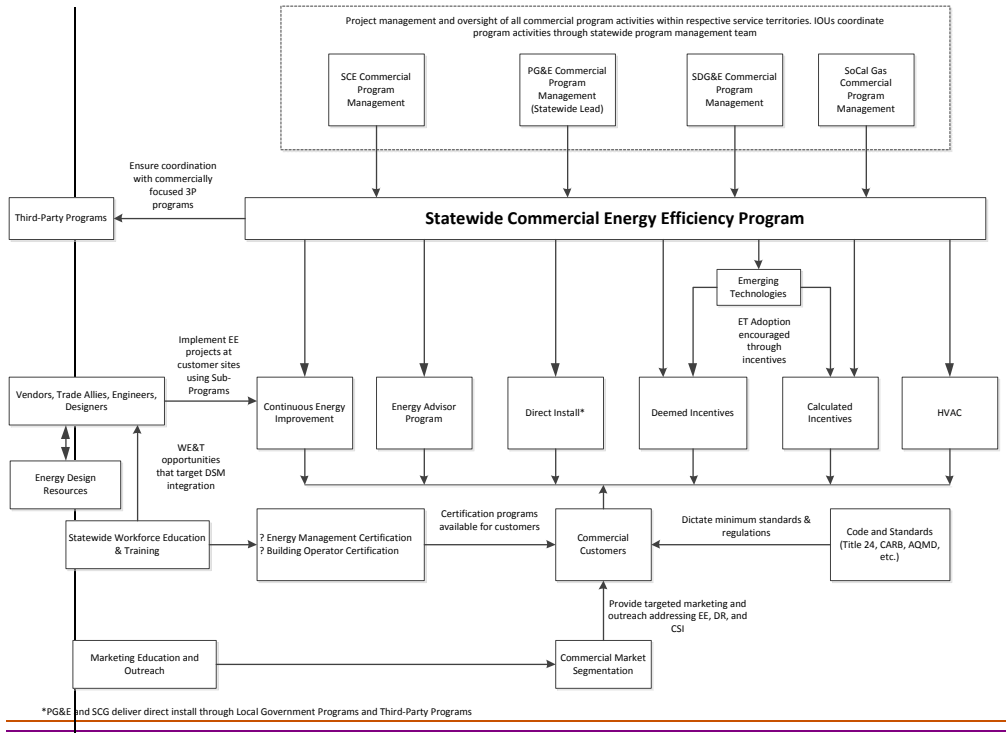 Project management and oversight of all commercial program activities within respective service territories. IOUs coordinate
program activities through statewide program management team
SCE Commercial
Program
Management
PG&E Commercial
Program
Management
(Statewide Lead)
SDG&E Commercial
Program
Management
SoCal Gas
Commercial
Program
Management
Ensure coordination
with commercially
focused 3P
programs
Third-Party Programs
Statewide Commercial Energy Efficiency Program
Emerging
Technologies
ET Adoption
encouraged
through
incentives
Implement EE
projects at
customer sites
using Sub-
Programs
Vendors, Trade Allies, Engineers,
Designers
Continuous Energy
Improvement
Energy Advisor
Program
Direct Install*
Deemed Incentives
Calculated
Incentives
HVAC
WE&T
opportunities
that target DSM
integration
Energy Design
Resources
Statewide Workforce Education
& Training
? Energy Management Certification
? Building Operator Certification
Certification programs
available for customers
Commercial
Customers
Dictate minimum standards &
regulations
Code and Standards
(Title 24, CARB, AQMD,
etc.)
Provide targeted marketing and
outreach addressing EE, DR, and
CSI
Marketing Education and
Outreach
Commercial Market
Segmentation
*PG&E and SCG deliver direct install through Local Government Programs and Third-Party Programs